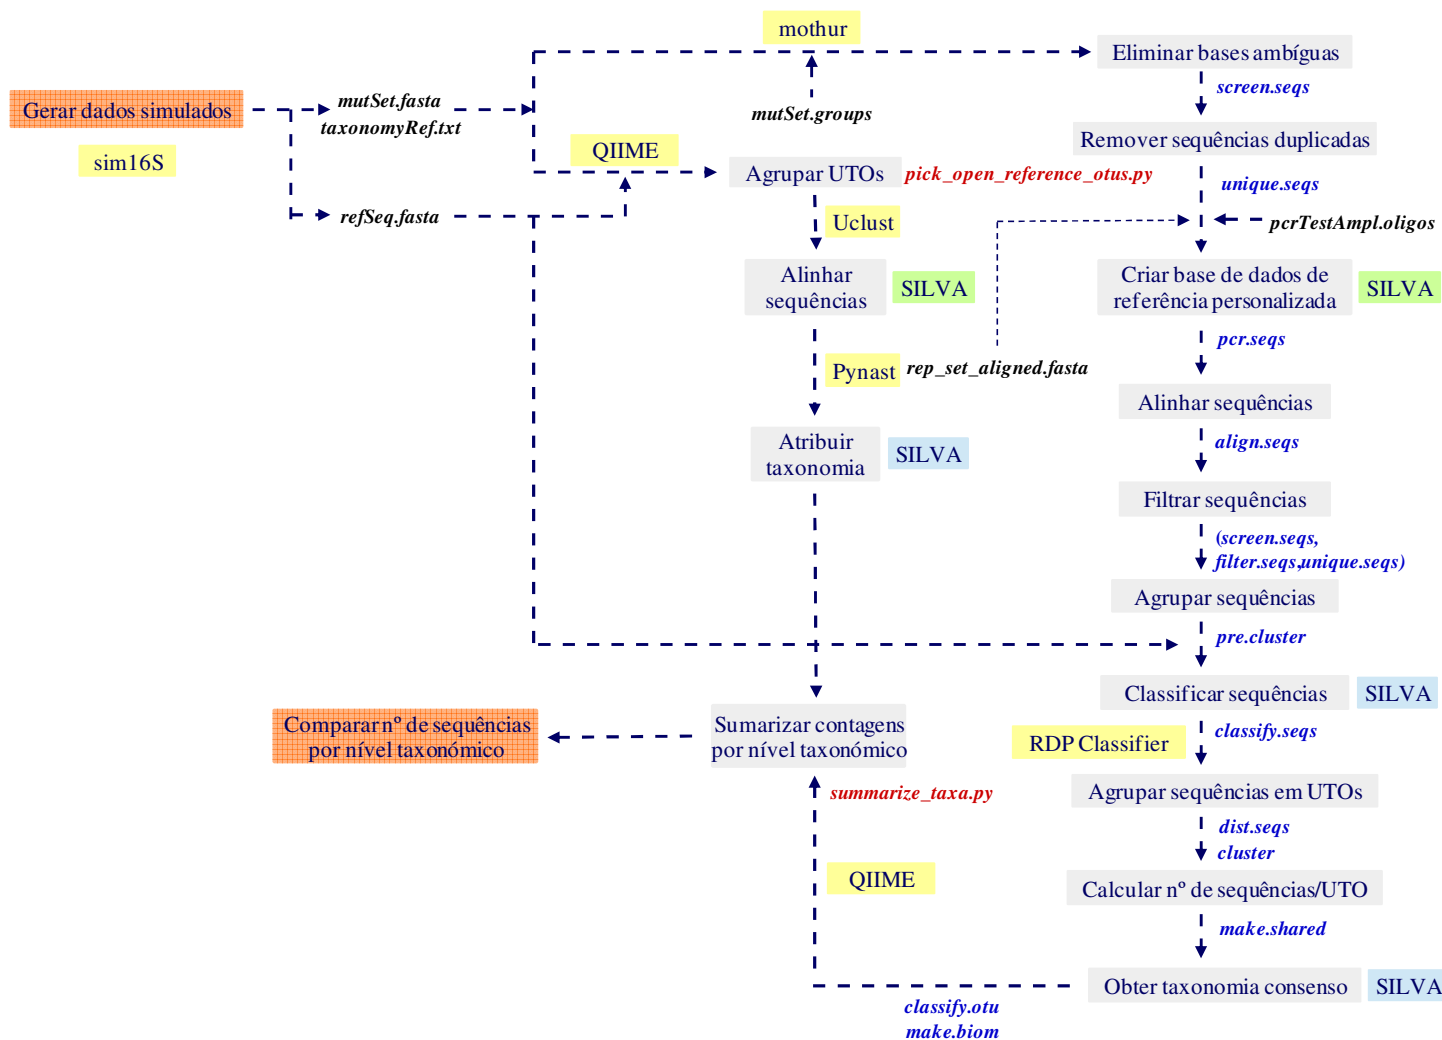 mothur
Eliminar bases ambíguas
screen.seqs
Gerar dados simulados
mutSet.fasta
taxonomyRef.txt
mutSet.groups
sim16S
QIIME
Remover sequências duplicadas
unique.seqs
Agrupar UTOs
pick_open_reference_otus.py
refSeq.fasta
Uclust
pcrTestAmpl.oligos
Alinhar
sequências
SILVA
Criar base de dados de
referência personalizada
SILVA
pcr.seqs
Pynast
rep_set_aligned.fasta
Alinhar sequências
align.seqs
Atribuir
taxonomia
SILVA
Filtrar sequências
(screen.seqs,
filter.seqs,unique.seqs)
Agrupar sequências
pre.cluster
Classificar sequências
SILVA
classify.seqs
RDP Classifier
Comparar nº de sequências
por nível taxonómico
Sumarizar contagens
por nível taxonómico
summarize_taxa.py
Agrupar sequências em UTOs
dist.seqs
cluster
QIIME
Calcular nº de sequências/UTO
make.shared
Obter taxonomia consenso
SILVA
classify.otu
make.biom